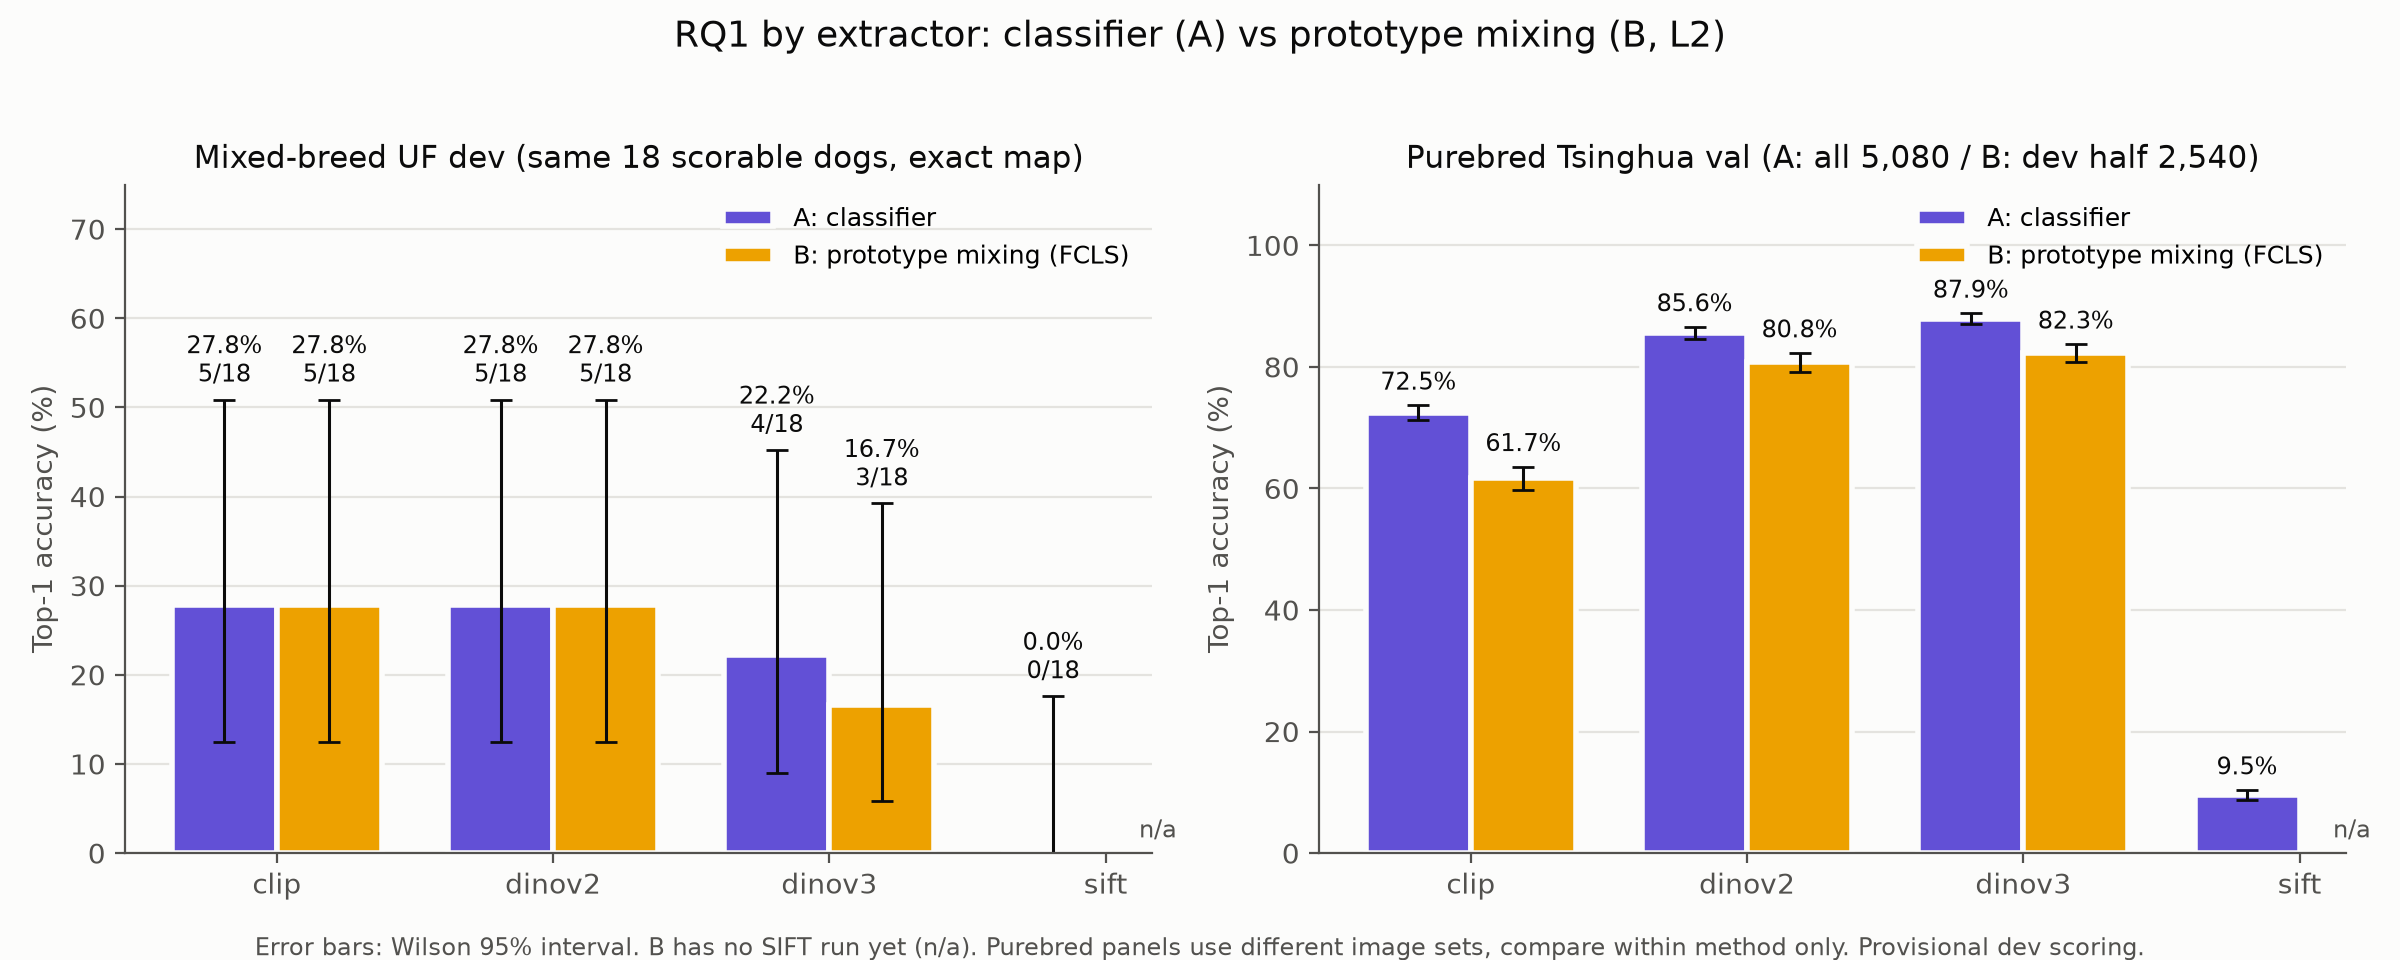 RQ1 by extractor: classifier (A) vs prototype mixing (B, L2)
Mixed-breed UF dev (same 18 scorable dogs, exact map)
A: classifier
B: prototype mixing (FCLS)
Top-1 accuracy (%)
70
60
50
40
30
20
10
0
27.8%
5/18
27.8%
5/18
27.8%
5/18
27.8%
5/18
22.2%
4/18
16.7%
3/18
0.0%
0/18
n/a
clip
dinov2
dinov3
sift
Purebred Tsinghua val (A: all 5,080 / B: dev half 2,540)
A: classifier
B: prototype mixing (FCLS)
Top-1 accuracy (%)
100
80
60
40
20
0
72.5%
61.7%
85.6%
80.8%
87.9%
82.3%
9.5%
n/a
clip
dinov2
dinov3
sift
Error bars: Wilson 95% interval. B has no SIFT run yet (n/a). Purebred panels use different image sets, compare within method only. Provisional dev scoring.